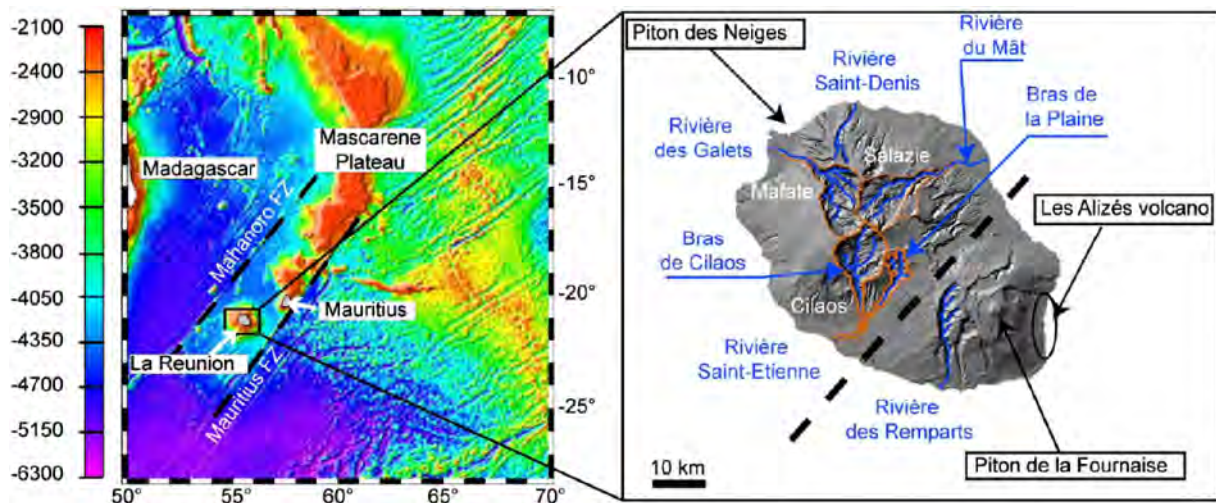 -2100
-2400
-2900
-3200
-3500
-3800
-4050
-4300
-4700
-5150
-6300
Madagascar
Mascarene
Plateau
Mahanoro FZ
Mauritius
La Reunion
Mauritius FZ
-10°
-15°
-20°
-25°
50°
55°
60°
65°
70°
Piton des Neiges
Rivière
Saint-Denis
Rivière
du Mât
Bras de
la Plaine
Rivière
des Galets
Salazie
Mafate
Les Alizés volcano
Bras
de Cilaos
Cilaos
Rivière
Saint-Etienne
Rivière
des Remparts
Piton de la Fournaise
10 km